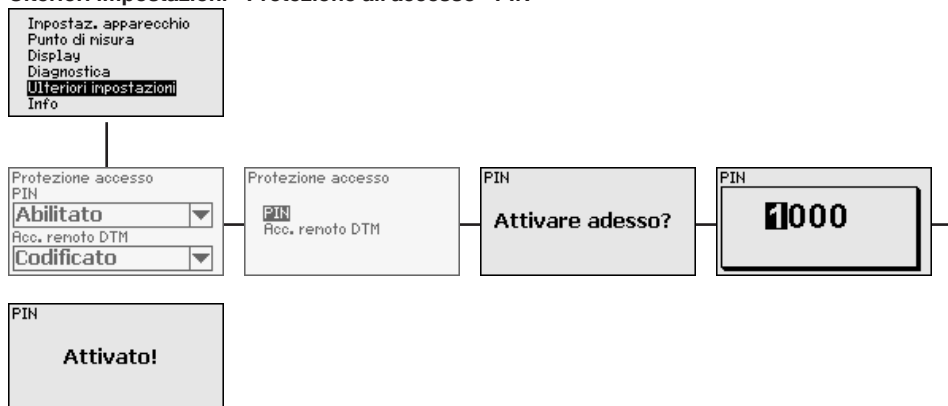 Ulteriori impostazioni - Protezione all'accesso - PIN
Impostaz. apparecchio
Punto di misura
Display
Diagnostica
Ulteriori impostazioni
Info
Protezione accesso
PIN
Abilitato
Acc. remoto DTM
Codificato
Protezione accesso
PIN
Acc. remoto DTM
PIN
Attivare adesso?
PIN
1000
PIN
Attivato!